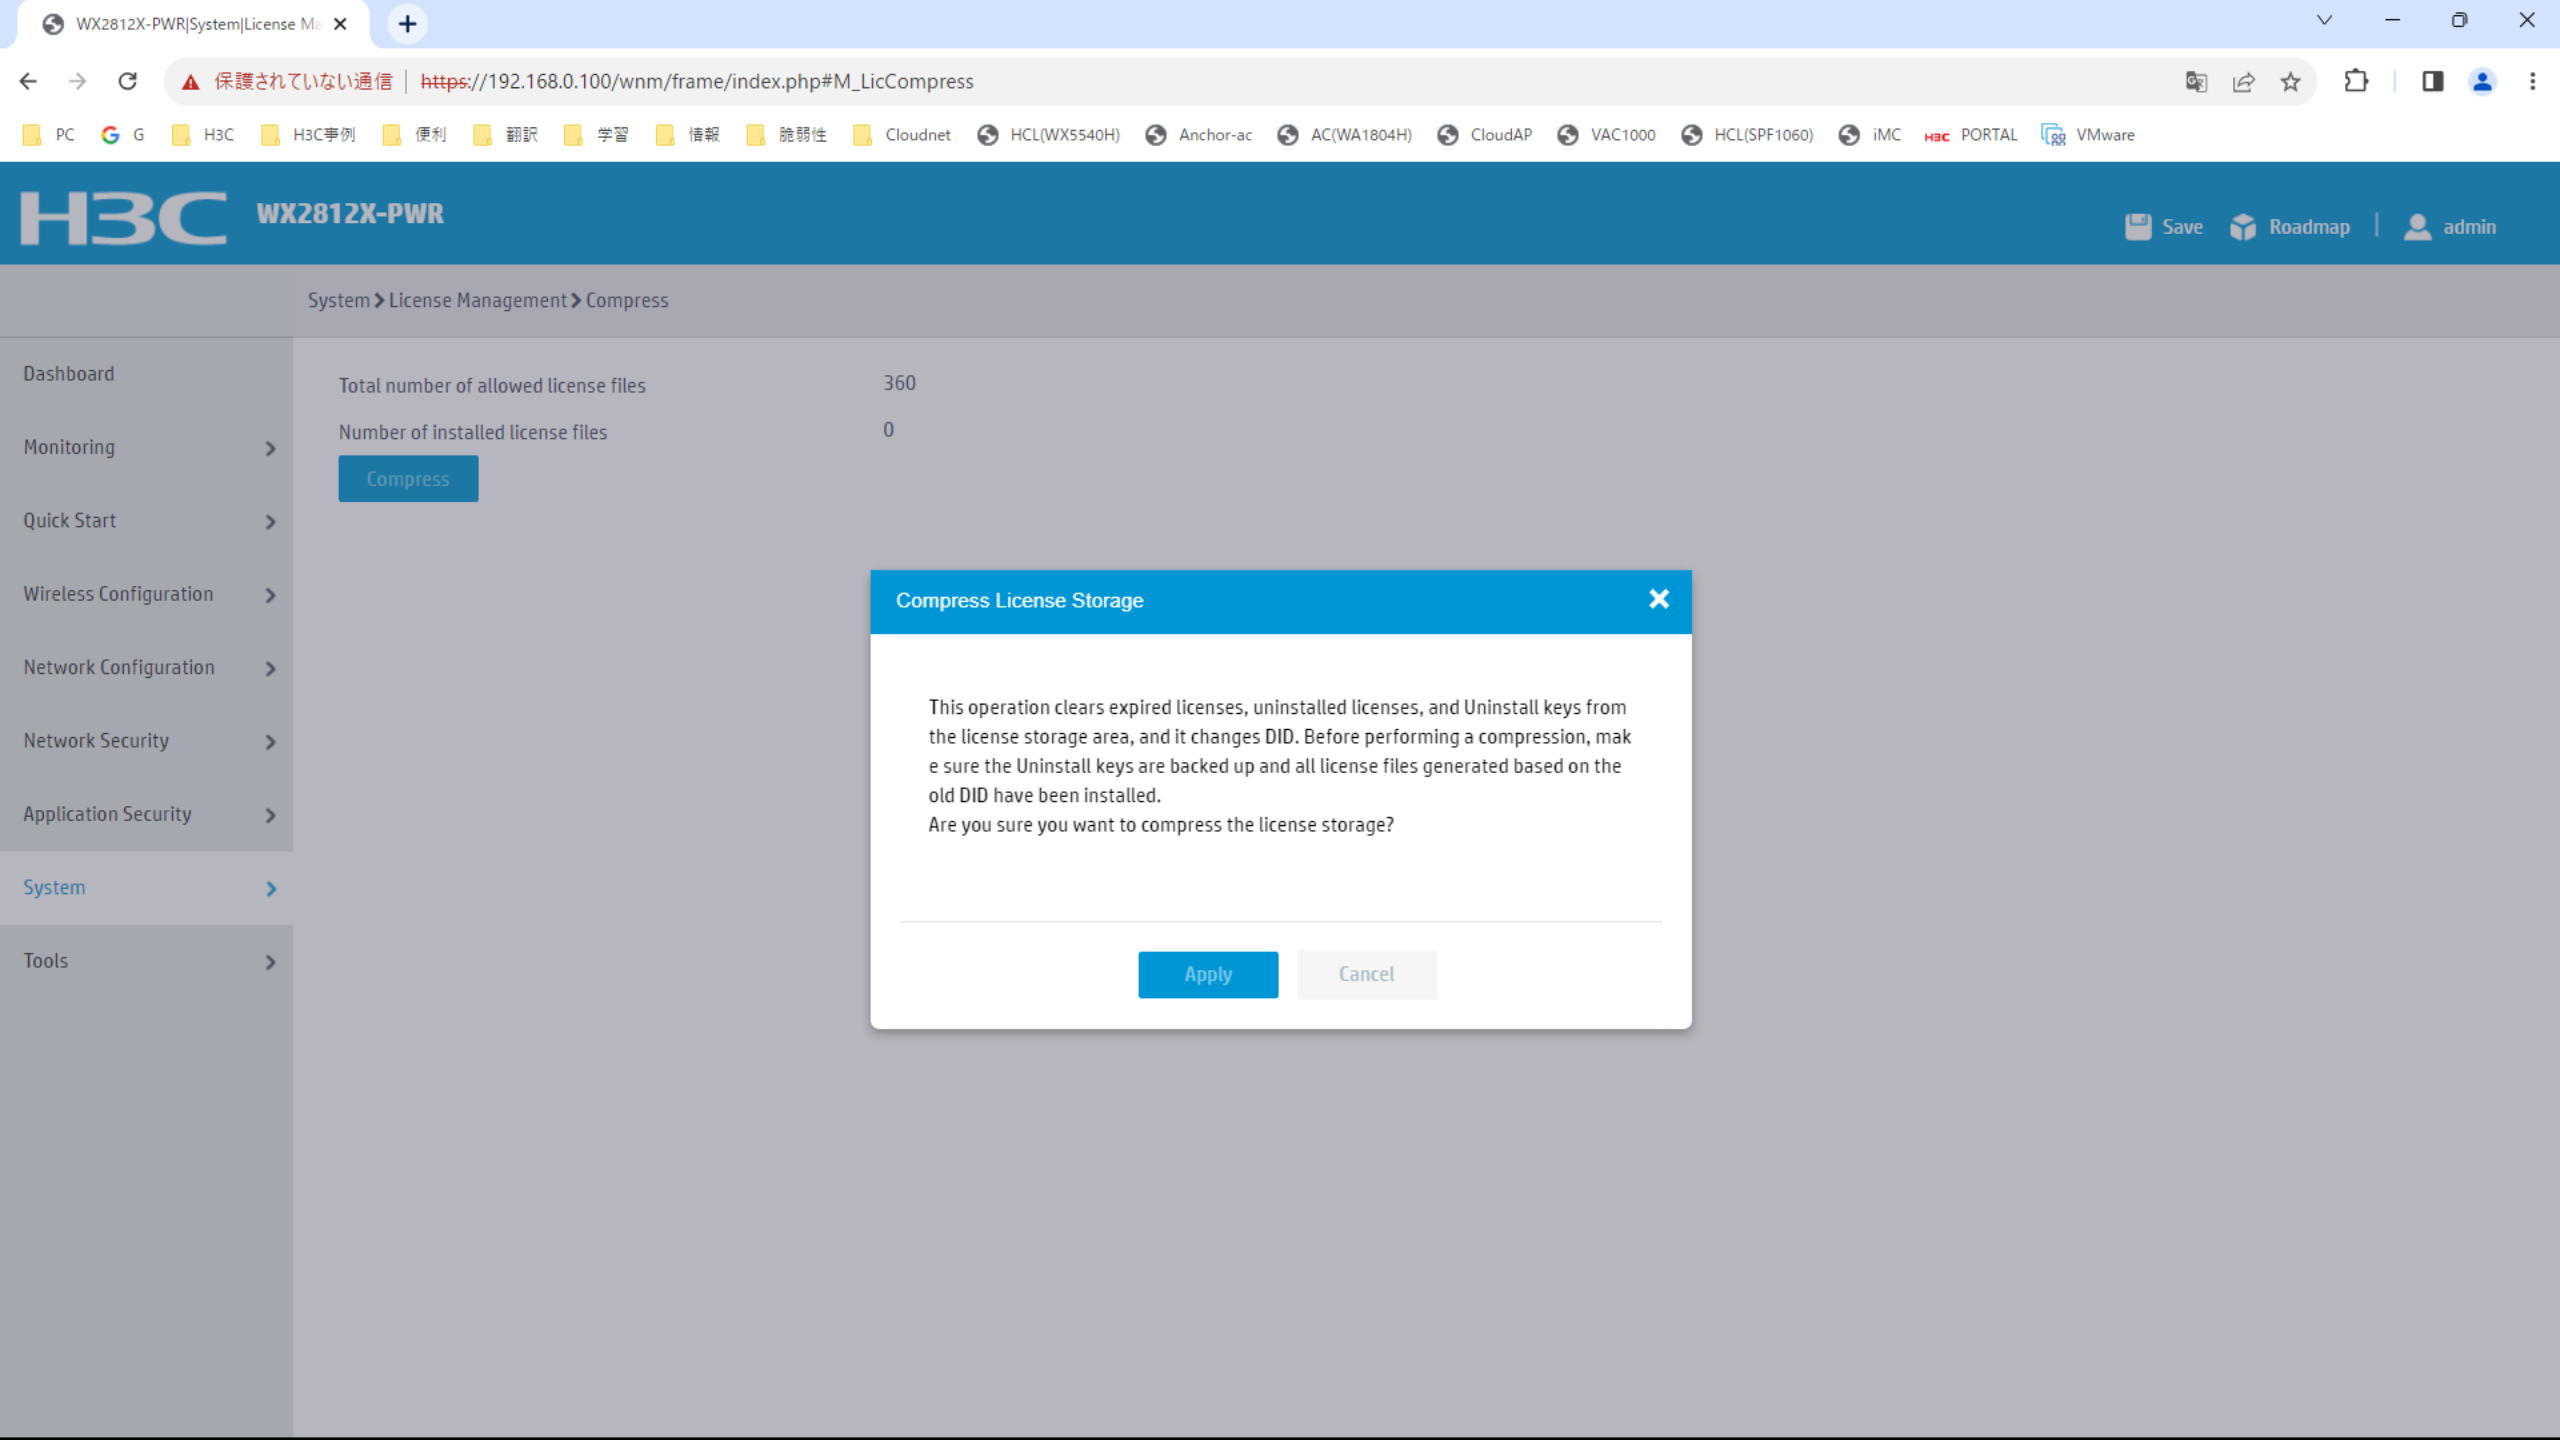 WX2812X-PWR|System|License Ma
保護されていない通信 https://192.168.0.100/wnm/frame/index.php#M_LicCompress
PC G H3C H3C事例 便利 翻訳 学習 情報 脆弱性 Cloudnet HCL(WX5540H) Anchor-ac AC(WA1804H) CloudAP VAC1000 HCL(SPF1060) iMC H3C PORTAL VMware
H3C WX2812X-PWR
Save Roadmap admin
System > License Management > Compress
Dashboard
Monitoring
Quick Start
Wireless Configuration
Network Configuration
Network Security
Application Security
System
Tools
Total number of allowed license files 360
Number of installed license files 0
Compress
Compress License Storage
This operation clears expired licenses, uninstalled licenses, and Uninstall keys from
the license storage area, and it changes DID. Before performing a compression, mak
e sure the Uninstall keys are backed up and all license files generated based on the
old DID have been installed.
Are you sure you want to compress the license storage?
Apply Cancel